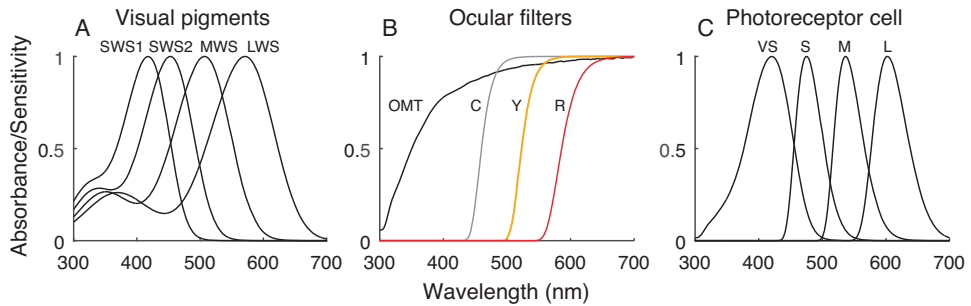 Visual pigments
Ocular filters
Photoreceptor cell
A
B
C
SWS1 SWS2 MWS LWS
OMT C Y R
VS S M L
Absorbance/Sensitivity
1
0.5
0
300 400 500 600 700
1
0.5
0
300 400 500 600 700
1
0.5
0
300 400 500 600 700
Wavelength (nm)